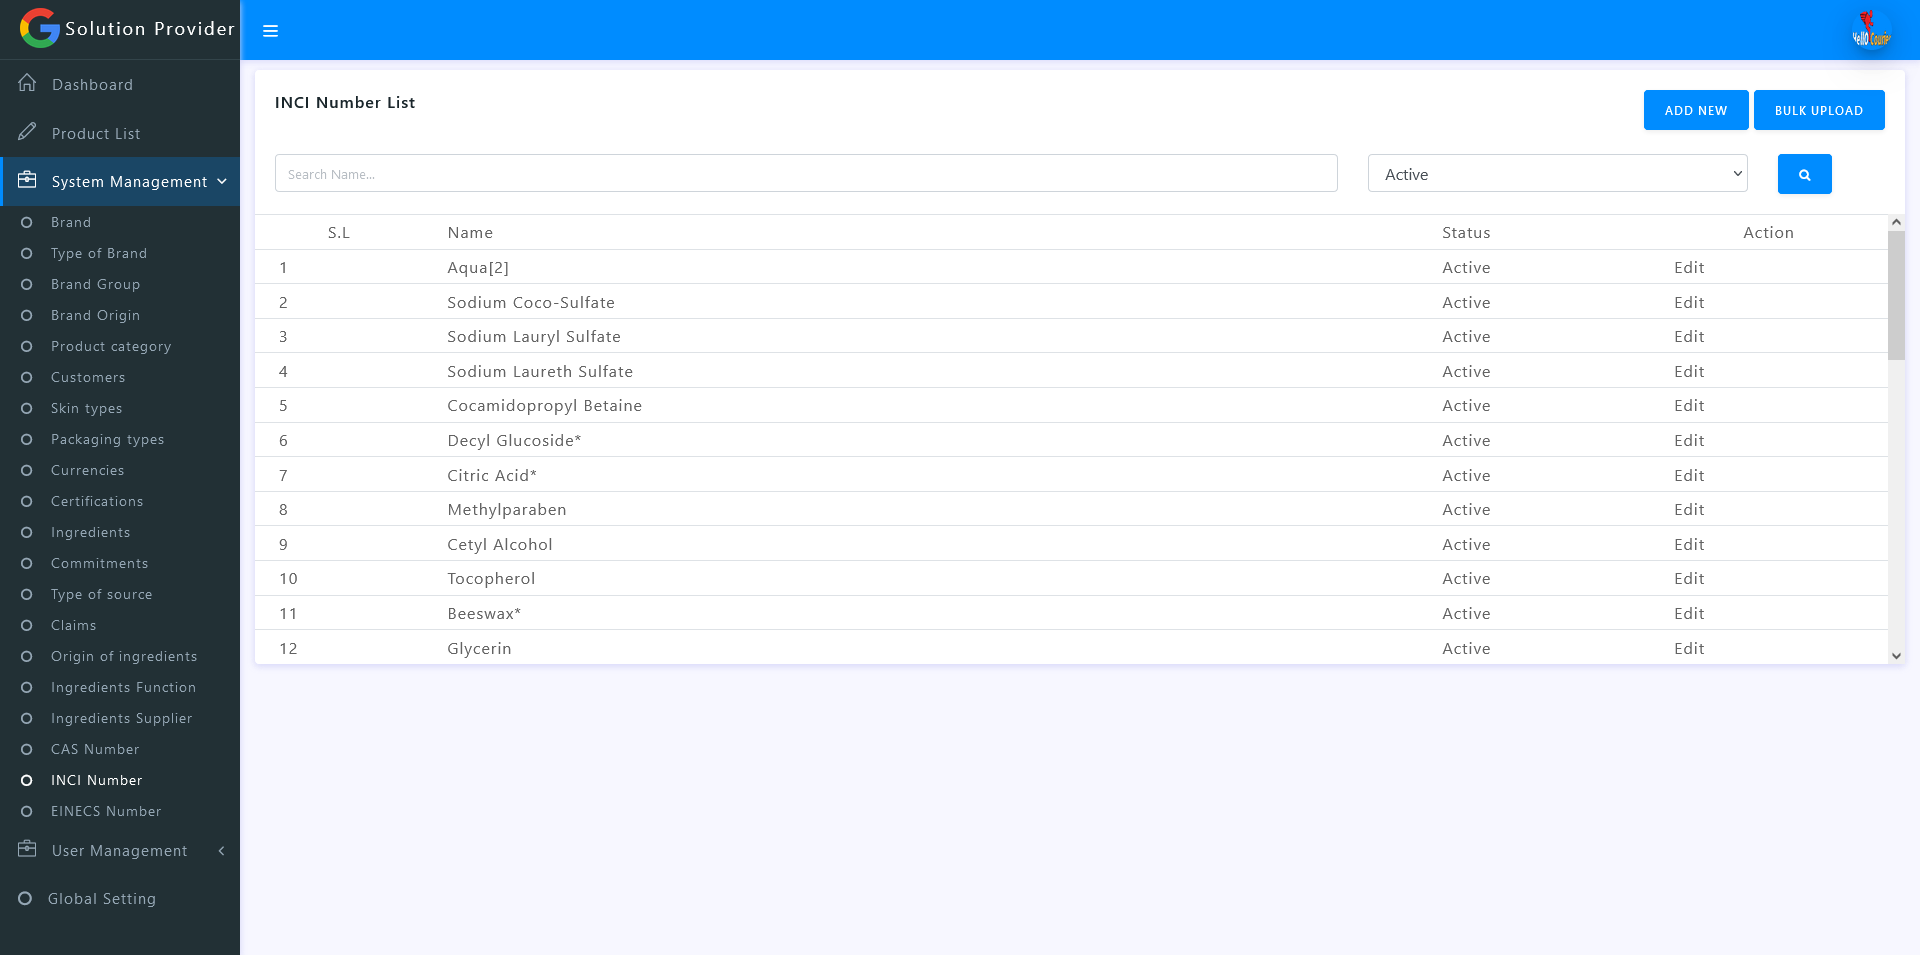 Solution Provider
HellO Courier
Dashboard
Product List
System Management
Brand
Type of Brand
Brand Group
Brand Origin
Product category
Customers
Skin types
Packaging types
Currencies
Certifications
Ingredients
Commitments
Type of source
Claims
Origin of ingredients
Ingredients Function
Ingredients Supplier
CAS Number
INCI Number
EINECS Number
User Management
Global Setting
INCI Number List
ADD NEW BULK UPLOAD
Search Name... Active
S.L Name Status Action
1 Aqua[2] Active Edit
2 Sodium Coco-Sulfate Active Edit
3 Sodium Lauryl Sulfate Active Edit
4 Sodium Laureth Sulfate Active Edit
5 Cocamidopropyl Betaine Active Edit
6 Decyl Glucoside* Active Edit
7 Citric Acid* Active Edit
8 Methylparaben Active Edit
9 Cetyl Alcohol Active Edit
10 Tocopherol Active Edit
11 Beeswax* Active Edit
12 Glycerin Active Edit